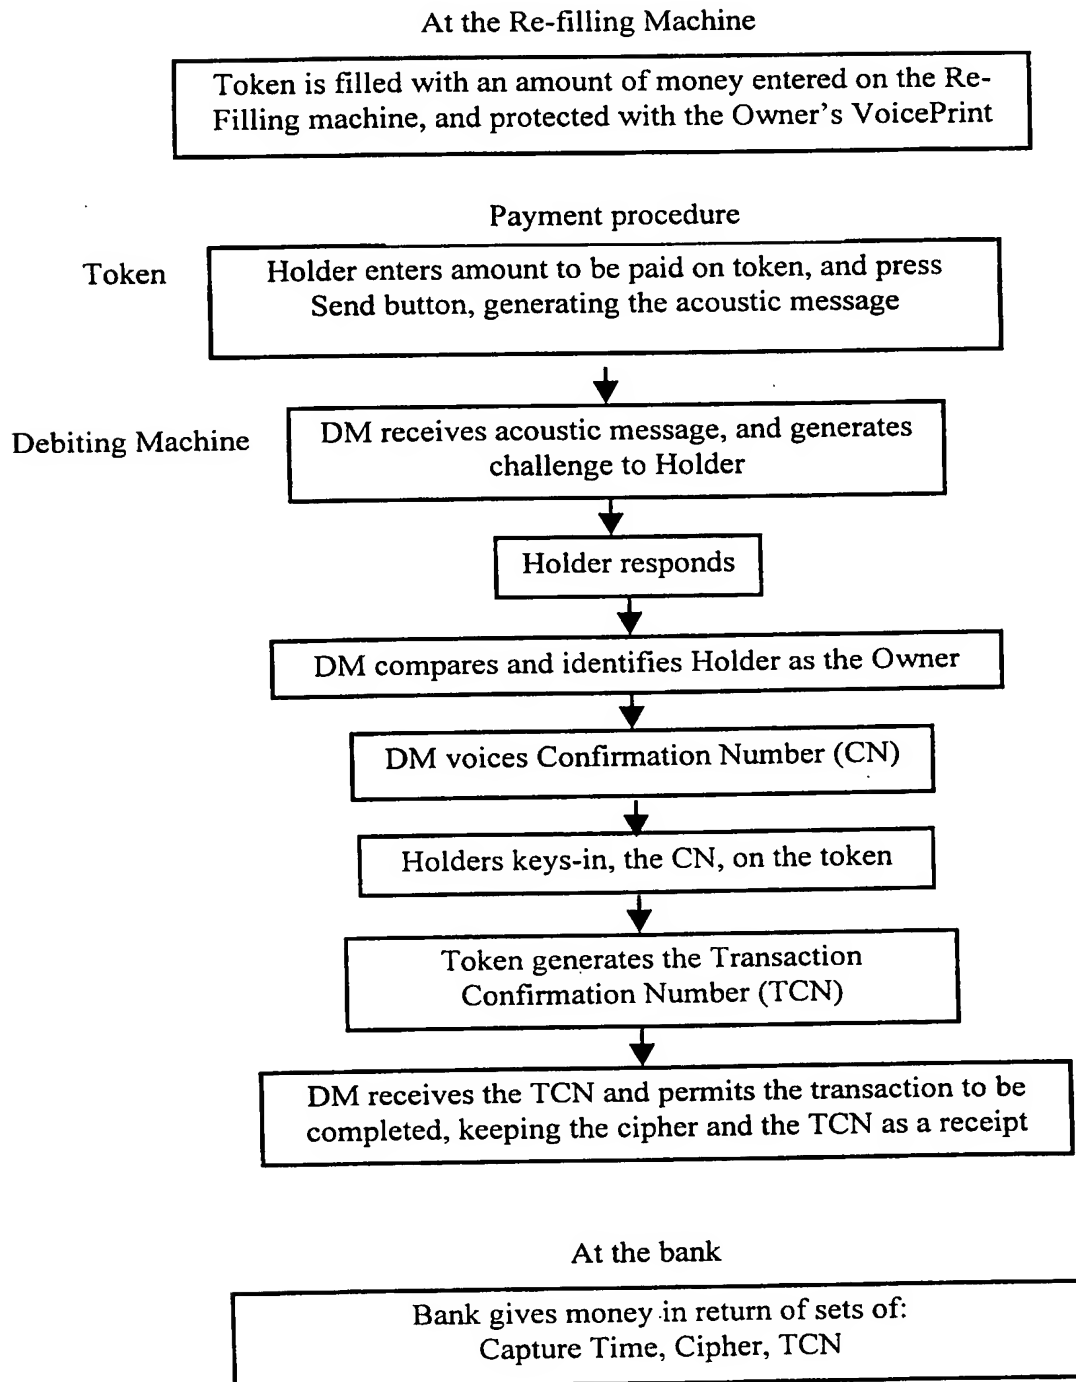 At the Re-filling Machine
Token is filled with an amount of money entered on the Re-
Filling machine, and protected with the Owner's VoicePrint
Payment procedure
Token
Holder enters amount to be paid on token, and press
Send button, generating the acoustic message
Debiting Machine
DM receives acoustic message, and generates
challenge to Holder
Holder responds
DM compares and identifies Holder as the Owner
DM voices Confirmation Number (CN)
Holders keys-in, the CN, on the token
Token generates the Transaction
Confirmation Number (TCN)
DM receives the TCN and permits the transaction to be
completed, keeping the cipher and the TCN as a receipt
At the bank
Bank gives money in return of sets of:
Capture Time, Cipher, TCN